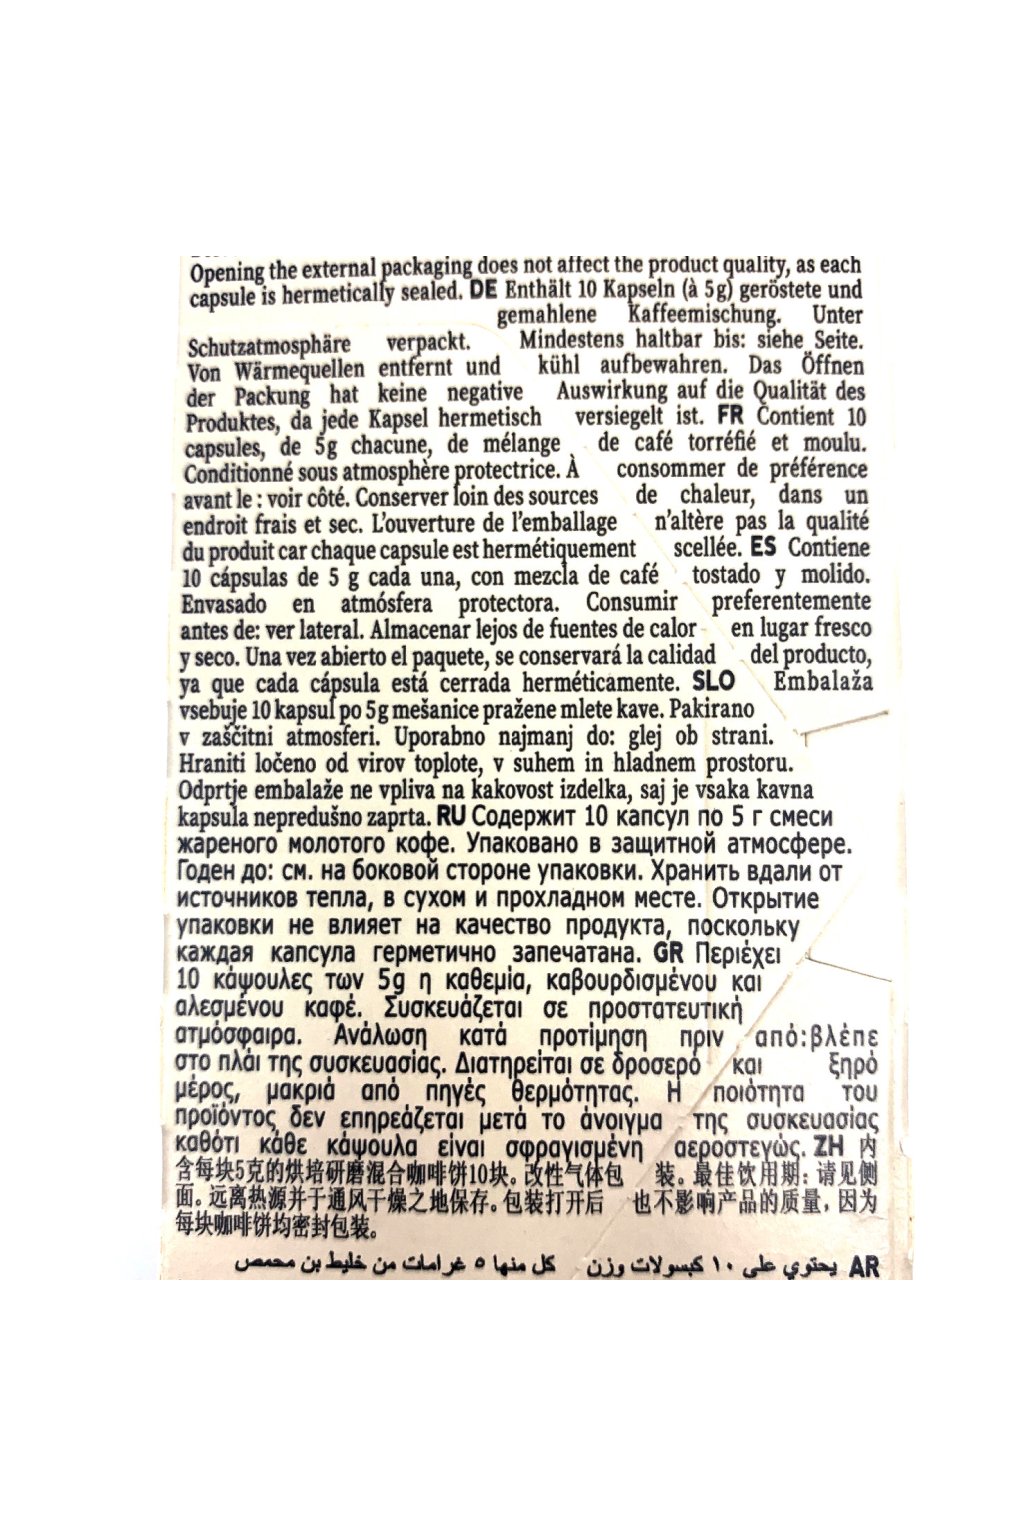 Opening the external packaging does not affect the product quality, as each
capsule is hermetically sealed. DE Enthält 10 Kapseln (à 5g) geröstete und
gemahlene Kaffeemischung. Unter
Schutzatmosphäre verpackt. Mindestens haltbar bis: siehe Seite.
Von Wärmequellen entfernt und kühl aufbewahren. Das Öffnen
der Packung hat keine negative Auswirkung auf die Qualität des
Produktes, da jede Kapsel hermetisch versiegelt ist. FR Contient 10
capsules, de 5g chacune, de mélange de café torréfié et moulu.
Conditionné sous atmosphère protectrice. À consommer de préférence
avant le : voir côté. Conserver loin des sources de chaleur, dans un
endroit frais et sec. L'ouverture de l'emballage n'altère pas la qualité
du produit car chaque capsule est hermétiquement scellée. ES Contiene
10 cápsulas de 5 g cada una, con mezcla de café tostado y molido.
Envasado en atmósfera protectora. Consumir preferentemente
antes de: ver lateral. Almacenar lejos de fuentes de calor en lugar fresco
y seco. Una vez abierto el paquete, se conservará la calidad del producto,
ya que cada cápsula está cerrada herméticamente. SLO Embalaža
vsebuje 10 kapsul po 5g mešanice pražene mlete kave. Pakirano
v zaščitni atmosferi. Uporabno najmanj do: glej ob strani.
Hraniti ločeno od virov toplote, v suhem in hladnem prostoru.
Odprtje embalaže ne vpliva na kakovost izdelka, saj je vsaka kavna
kapsula nepredušno zaprta. RU Содержит 10 капсул по 5 г смеси
жареного молотого кофе. Упаковано в защитной атмосфере.
Годен до: см. на боковой стороне упаковки. Хранить вдали от
источников тепла, в сухом и прохладном месте. Открытие
упаковки не влияет на качество продукта, поскольку
каждая капсула герметично запечатана. GR Περιέχει
10 κάψουλες των 5g η καθεμία, καβουρδισμένου και
αλεσμένου καφέ. Συσκευάζεται σε προστατευτική
ατμόσφαιρα. Ανάλωση κατά προτίμηση πριν από:βλέπε
στο πλάι της συσκευασίας. Διατηρείται σε δροσερό και ξηρό
μέρος, μακριά από πηγές θερμότητας. Η ποιότητα του
προϊόντος δεν επηρεάζεται μετά το άνοιγμα της συσκευασίας
καθότι κάθε κάψουλα είναι σφραγισμένη αεροστεγώς. ZH 内
含每块5克的烘培研磨混合咖啡饼10块。改性气体包 装。最佳饮用期：请见侧
面。远离热源并于通风干燥之地保存。包装打开后 也不影响产品的质量，因为
每块咖啡饼均密封包装。
AR يحتوي على ١٠ كبسولات وزن كل منها ٥ غرامات من خليط بن محمص